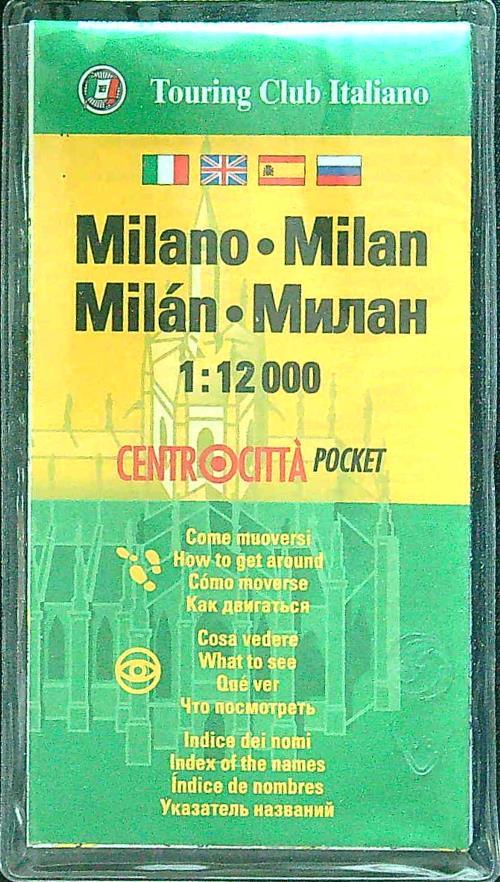 Touring Club Italiano
Milano • Milan
Milán • Милан
1:12 000
CENTROCITTÀ POCKET
Come muoversi
How to get around
Cómo moverse
Как двигаться
Cosa vedere
What to see
Qué ver
Что посмотреть
Indice dei nomi
Index of the names
Índice de nombres
Указатель названий